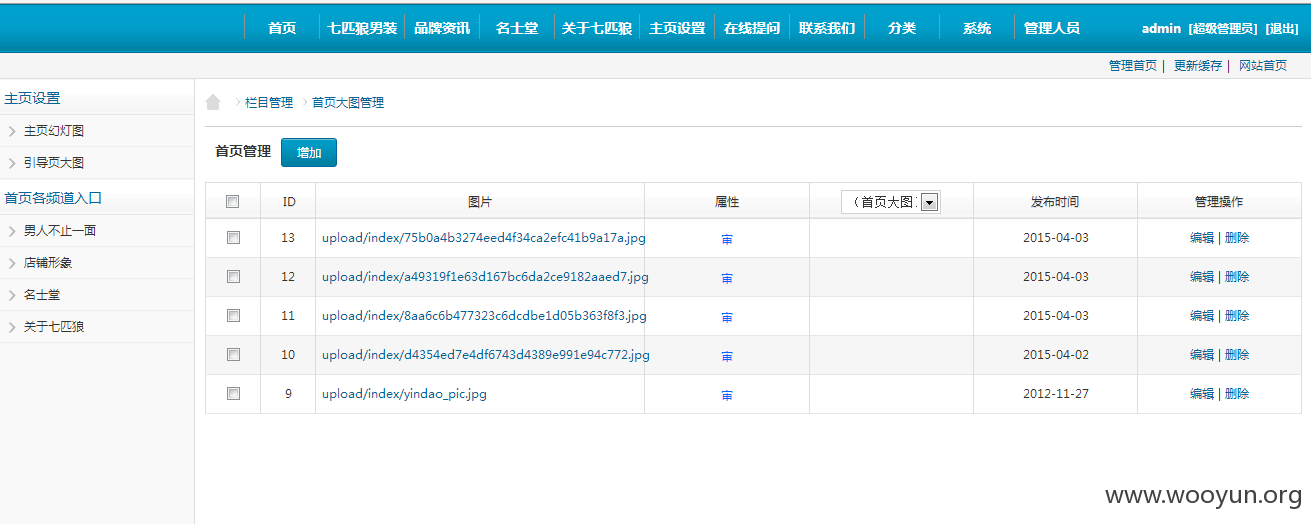 首页 七匹狼男装 品牌资讯 名士堂 关于七匹狼 主页设置 在线提问 联系我们 分类 系统 管理人员 admin [超级管理员] [退出]
管理首页 | 更新缓存 | 网站首页
主页设置
主页幻灯图
引导页大图
首页各频道入口
男人不止一面
店铺形象
名士堂
关于七匹狼
栏目管理 首页大图管理
首页管理 增加
ID 图片 属性 （首页大图 发布时间 管理操作
13 upload/index/75b0a4b3274eed4f34ca2efc41b9a17a.jpg 审 2015-04-03 编辑 | 删除
12 upload/index/a49319f1e63d167bc6da2ce9182aaed7.jpg 审 2015-04-03 编辑 | 删除
11 upload/index/8aa6c6b477323c6dcdbe1d05b363f8f3.jpg 审 2015-04-03 编辑 | 删除
10 upload/index/d4354ed7e4df6743d4389e991e94c772.jpg 审 2015-04-02 编辑 | 删除
9 upload/index/yindao_pic.jpg 审 2012-11-27 编辑 | 删除
www.wooyun.org